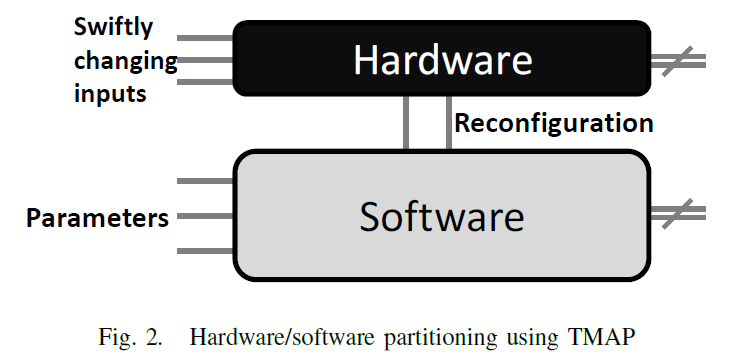 Swiftly
changing
inputs
Hardware
Reconfiguration
Parameters
Software
Fig. 2. Hardware/software partitioning using TMAP